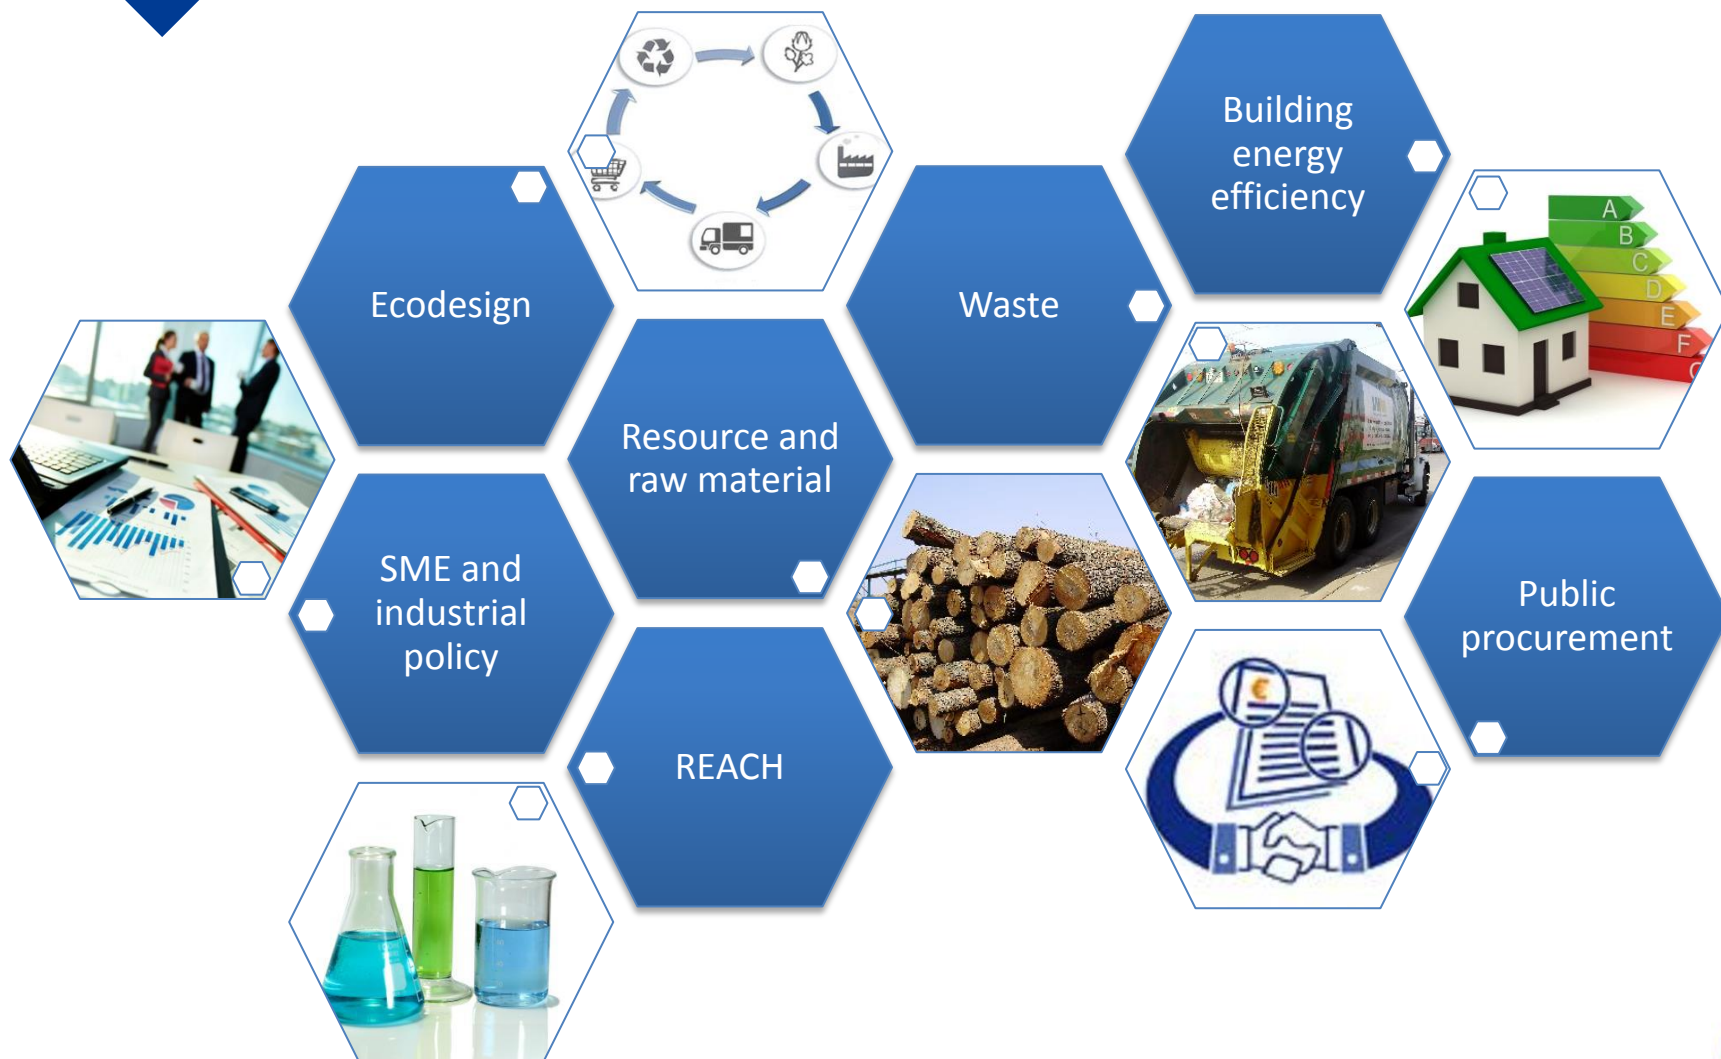 Building
energy
efficiency
A
B
C
D
E
F
Ecodesign
Waste
Resource and
raw material
SME and
industrial
policy
Public
procurement
€
REACH